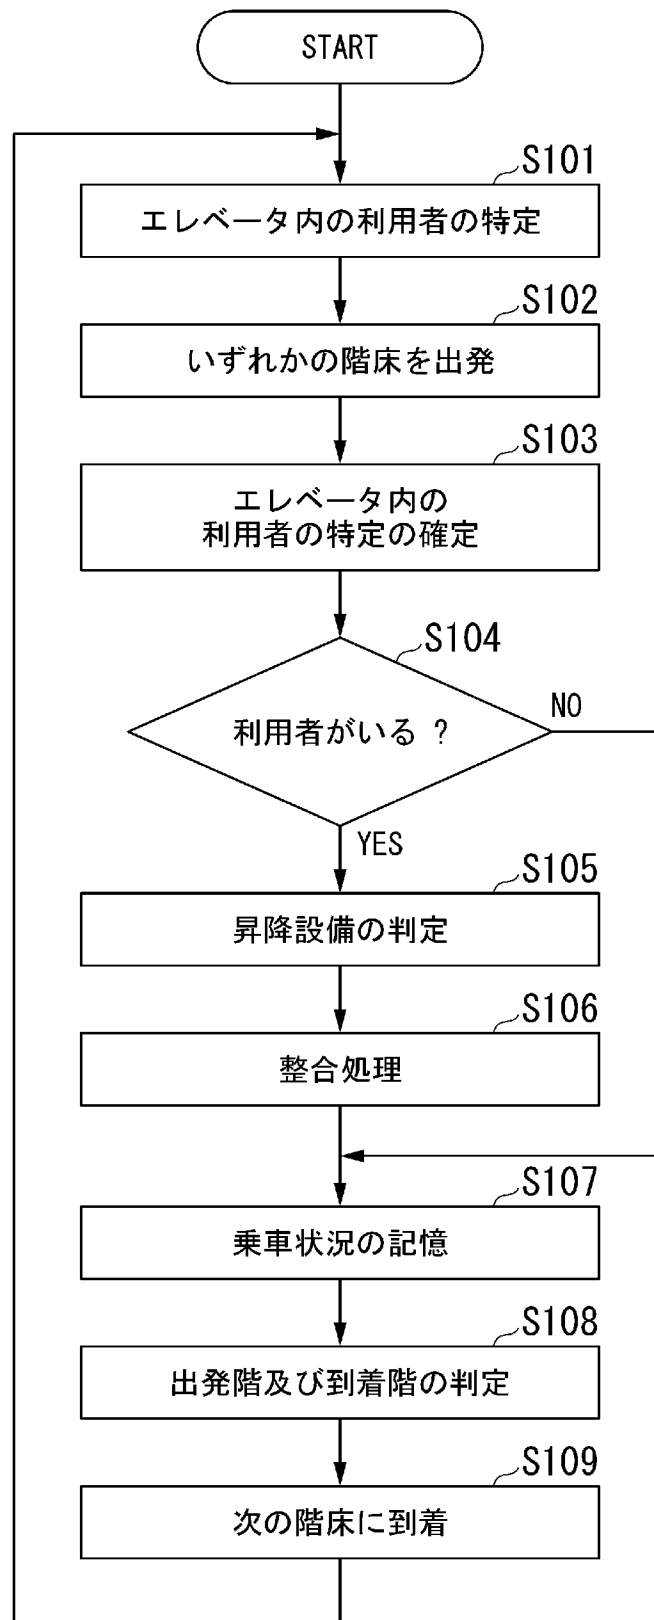 START
S101
エレベータ内の利用者の特定
S102
いずれかの階床を出発
S103
エレベータ内の
利用者の特定の確定
S104
利用者がいる ?
NO
YES
S105
昇降設備の判定
S106
整合処理
S107
乗車状況の記憶
S108
出発階及び到着階の判定
S109
次の階床に到着